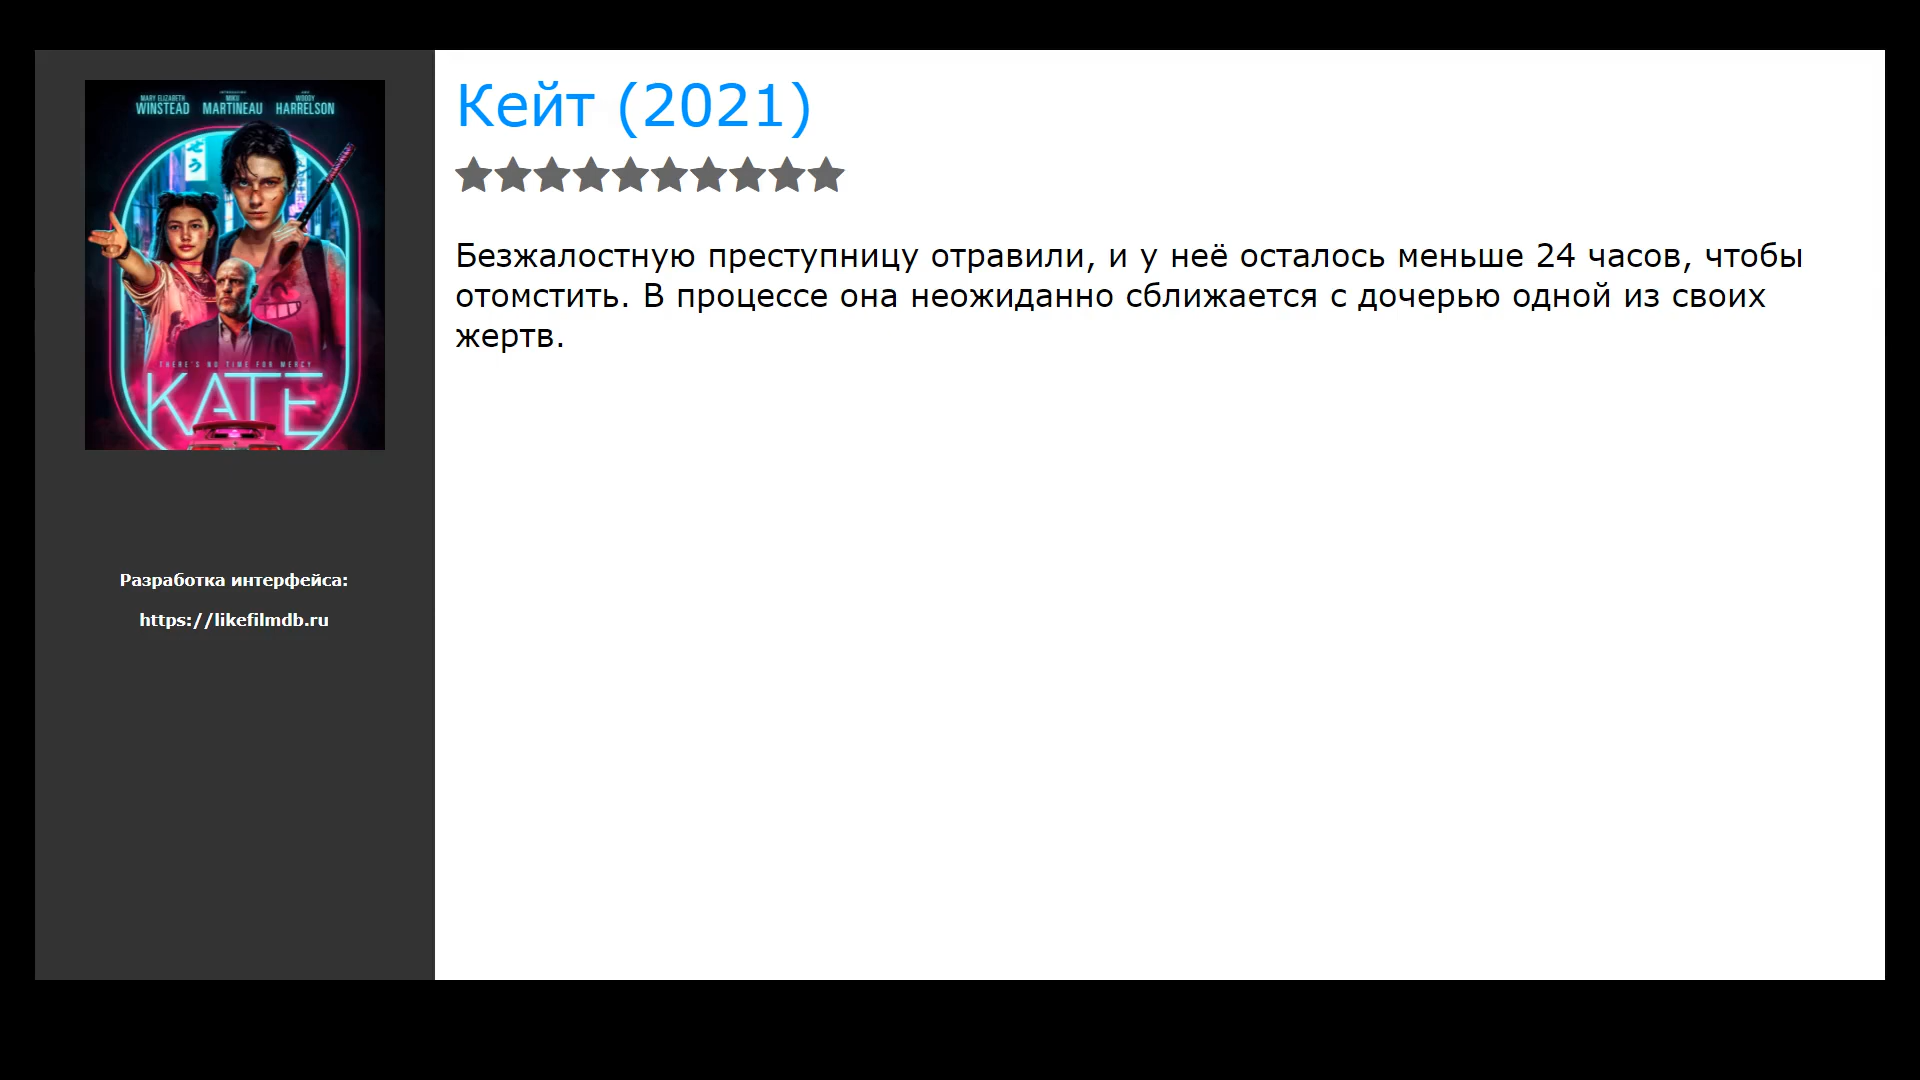 MARY ELIZABETH
WINSTEAD
INTRODUCING
MIKU
MARTINEAU
AND
WOODY
HARRELSON
THERE'S NO TIME FOR MERCY
KATE
Разработка интерфейса:
https://likefilmdb.ru
Кейт (2021)
Безжалостную преступницу отравили, и у неё осталось меньше 24 часов, чтобы
отомстить. В процессе она неожиданно сближается с дочерью одной из своих
жертв.